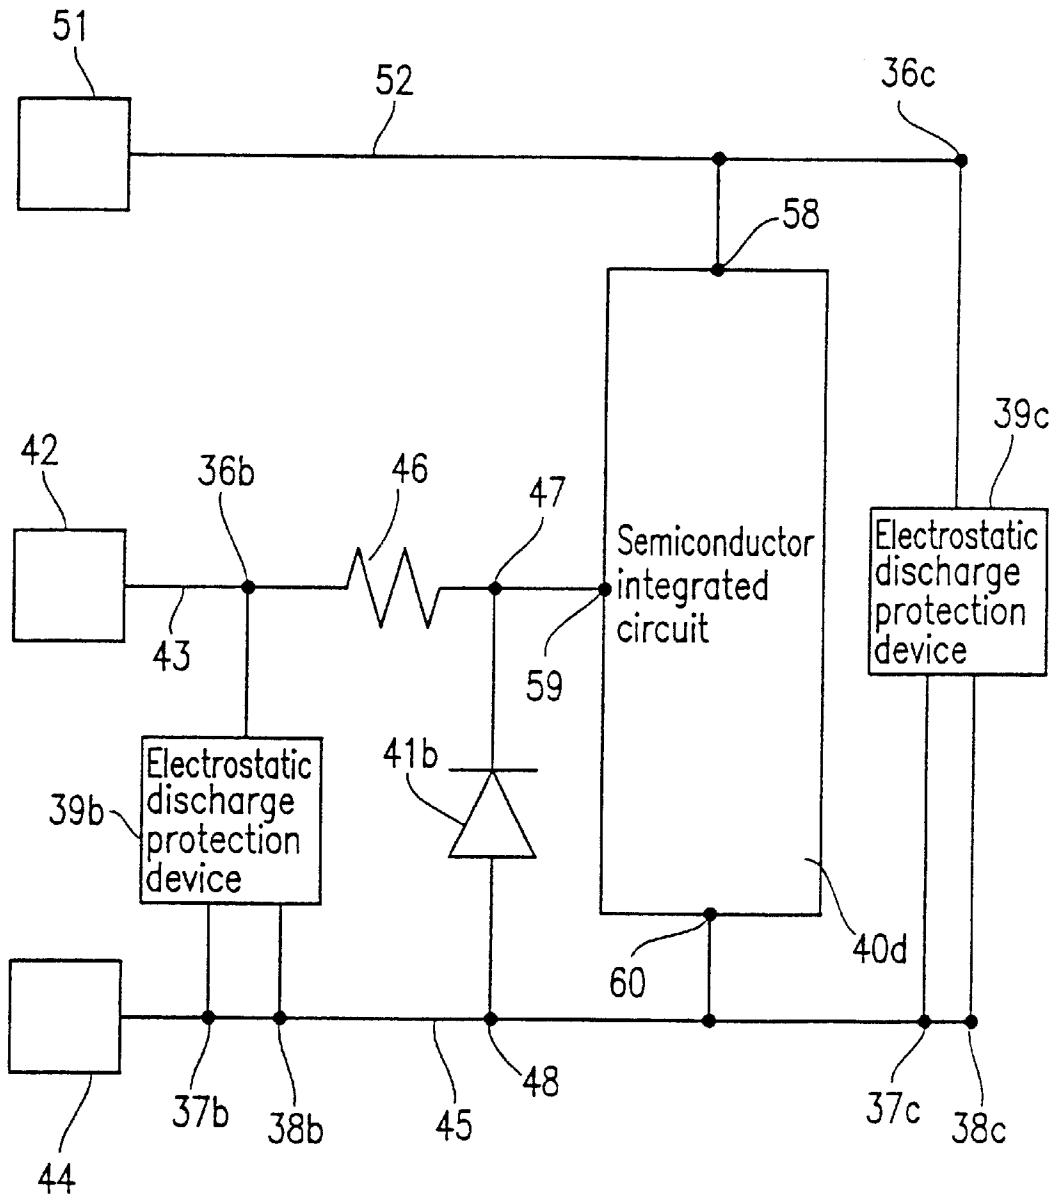 51
52
36c
58
39c
42
36b
46
47
Semiconductor
integrated
circuit
Electrostatic
discharge
protection
device
43
59
41b
Electrostatic
discharge
protection
device
39b
40d
60
37b
38b
45
48
37c
38c
44